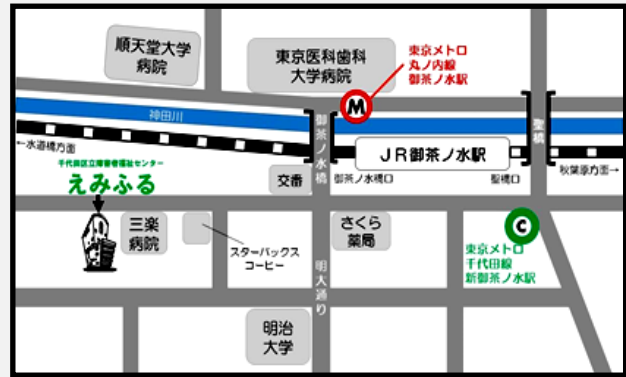 順天堂大学
病院
東京医科歯科
大学病院
東京メトロ
丸ノ内線
御茶ノ水駅
M
神田川
御茶ノ水橋
聖橋
←水道橋方面
JR御茶ノ水駅
秋葉原方面→
千代田区立障害者福祉センター
えみふる
交番
御茶ノ水橋口
聖橋口
三楽
病院
スターバックス
コーヒー
さくら
薬局
C
東京メトロ
千代田線
新御茶ノ水駅
明大通り
明治
大学